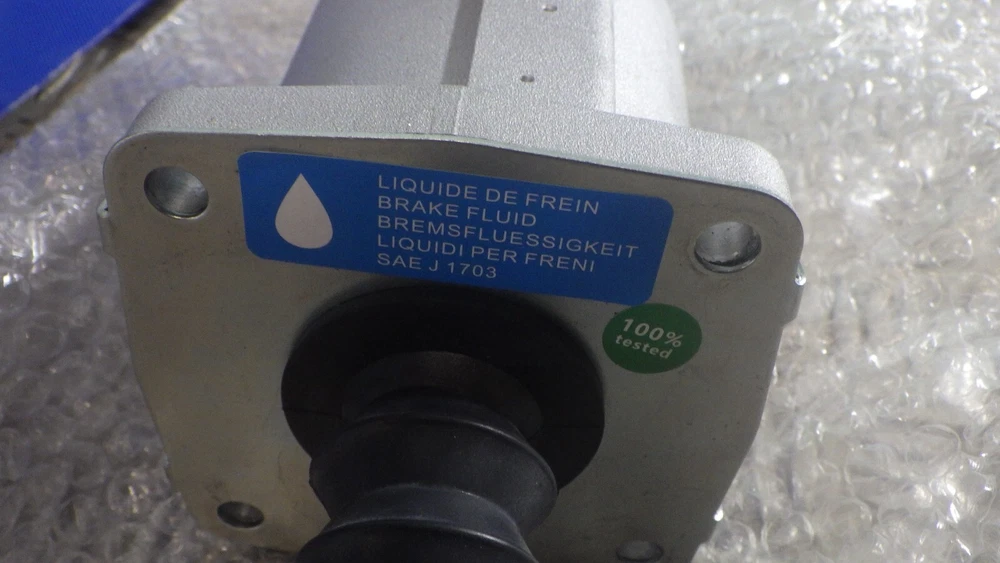 LIQUIDE DE FREIN
BRAKE FLUID
BREMSFLUESSIGKEIT
LIQUIDI PER FRENI
SAE J 1703
100%
tested